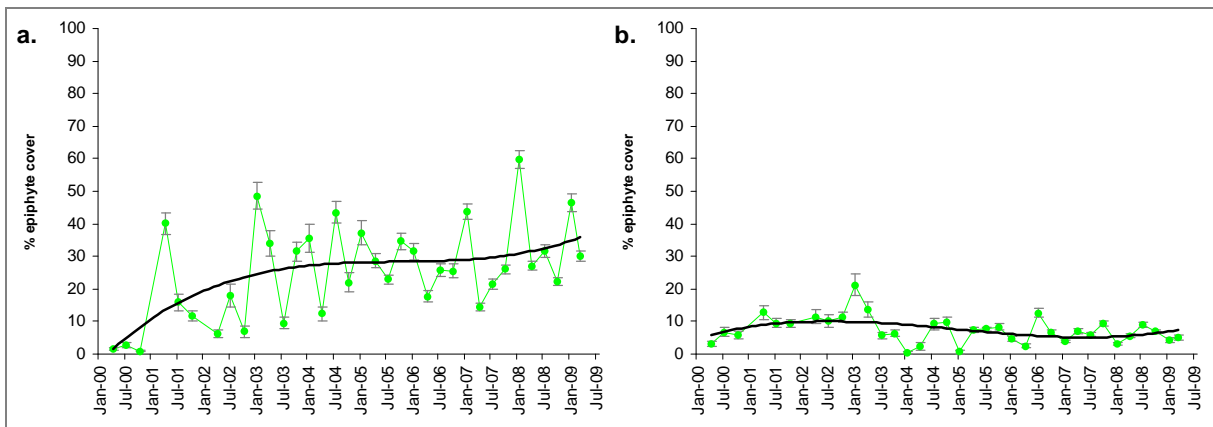 a.
% epiphyte cover
100
90
80
70
60
50
40
30
20
10
0
Jan-00
Jul-00
Jan-01
Jul-01
Jan-02
Jul-02
Jan-03
Jul-03
Jan-04
Jul-04
Jan-05
Jul-05
Jan-06
Jul-06
Jan-07
Jul-07
Jan-08
Jul-08
Jan-09
Jul-09
b.
% epiphyte cover
100
90
80
70
60
50
40
30
20
10
0
Jan-00
Jul-00
Jan-01
Jul-01
Jan-02
Jul-02
Jan-03
Jul-03
Jan-04
Jul-04
Jan-05
Jul-05
Jan-06
Jul-06
Jan-07
Jul-07
Jan-08
Jul-08
Jan-09
Jul-09